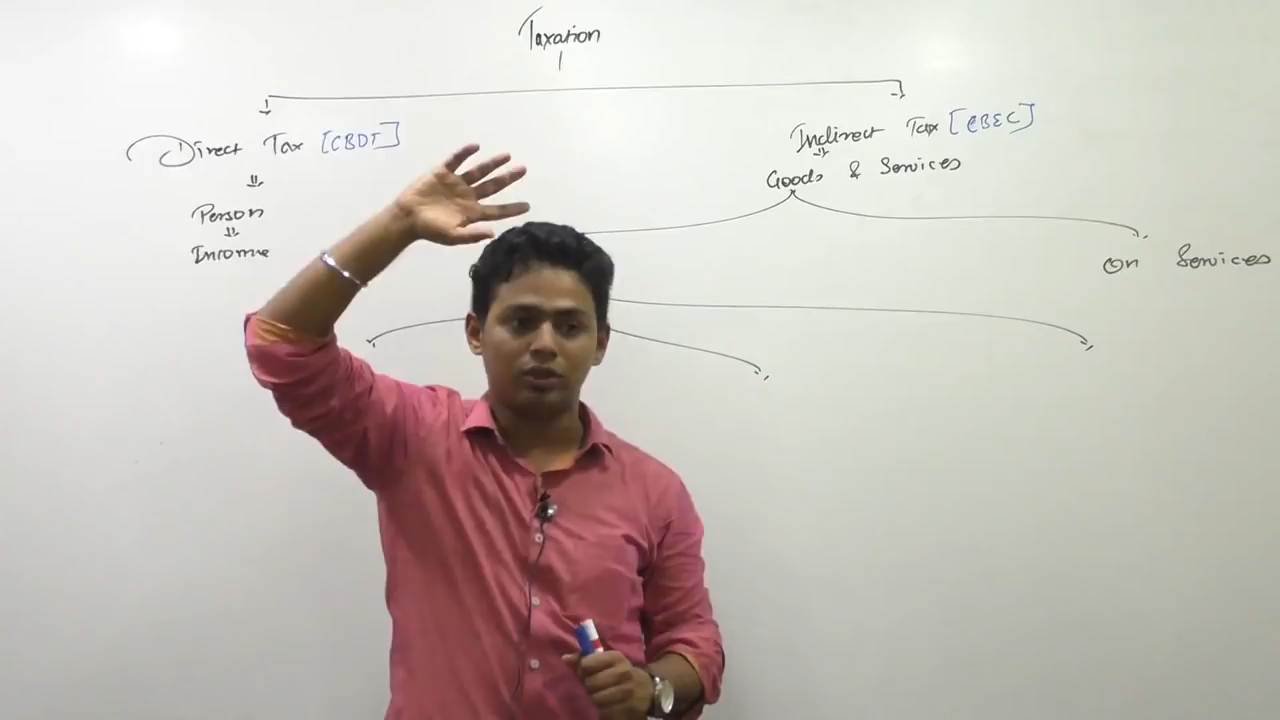 Taxation
Direct Tax [CBDT]
Indirect Tax [CBEC]
Goods & Services
Person
Income
On Services